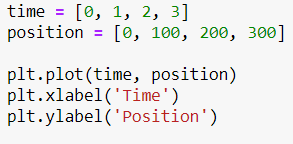 time = [0, 1, 2, 3]
position = [0, 100, 200, 300]
plt.plot(time, position)
plt.xlabel('Time')
plt.ylabel('Position')